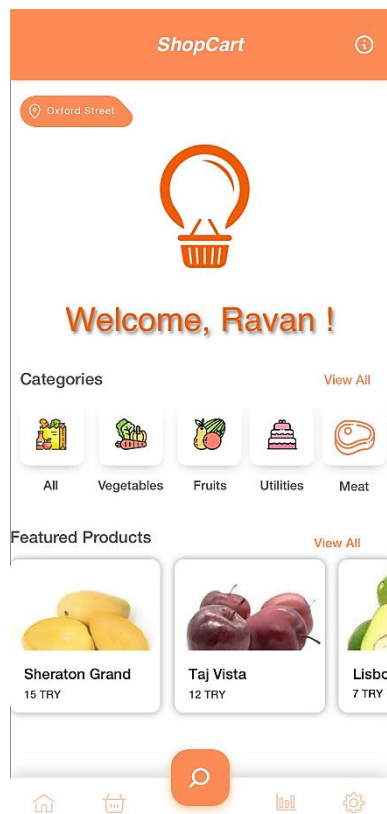 ShopCart
Oxford Street
Welcome, Ravan !
Categories
View All
All
Vegetables
Fruits
Utilities
Meat
Featured Products
View All
Sheraton Grand
15 TRY
Taj Vista
12 TRY
Lisbo
7 TRY